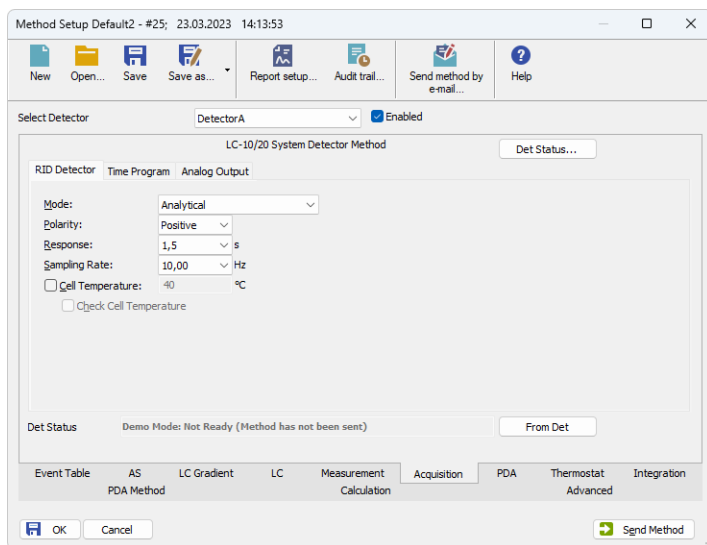 Method Setup Default2 - #25; 23.03.2023 14:13:53
New Open... Save Save as... Report setup... Audit trail... Send method by e-mail... Help
Select Detector DetectorA Enabled
LC-10/20 System Detector Method Det Status...
RID Detector Time Program Analog Output
Mode: Analytical
Polarity: Positive
Response: 1,5 s
Sampling Rate: 10,00 Hz
Cell Temperature: 40 ºC
Check Cell Temperature
Det Status Demo Mode: Not Ready (Method has not been sent) From Det
Event Table AS LC Gradient LC Measurement Acquisition PDA Thermostat Integration
PDA Method Calculation Advanced
OK Cancel Send Method